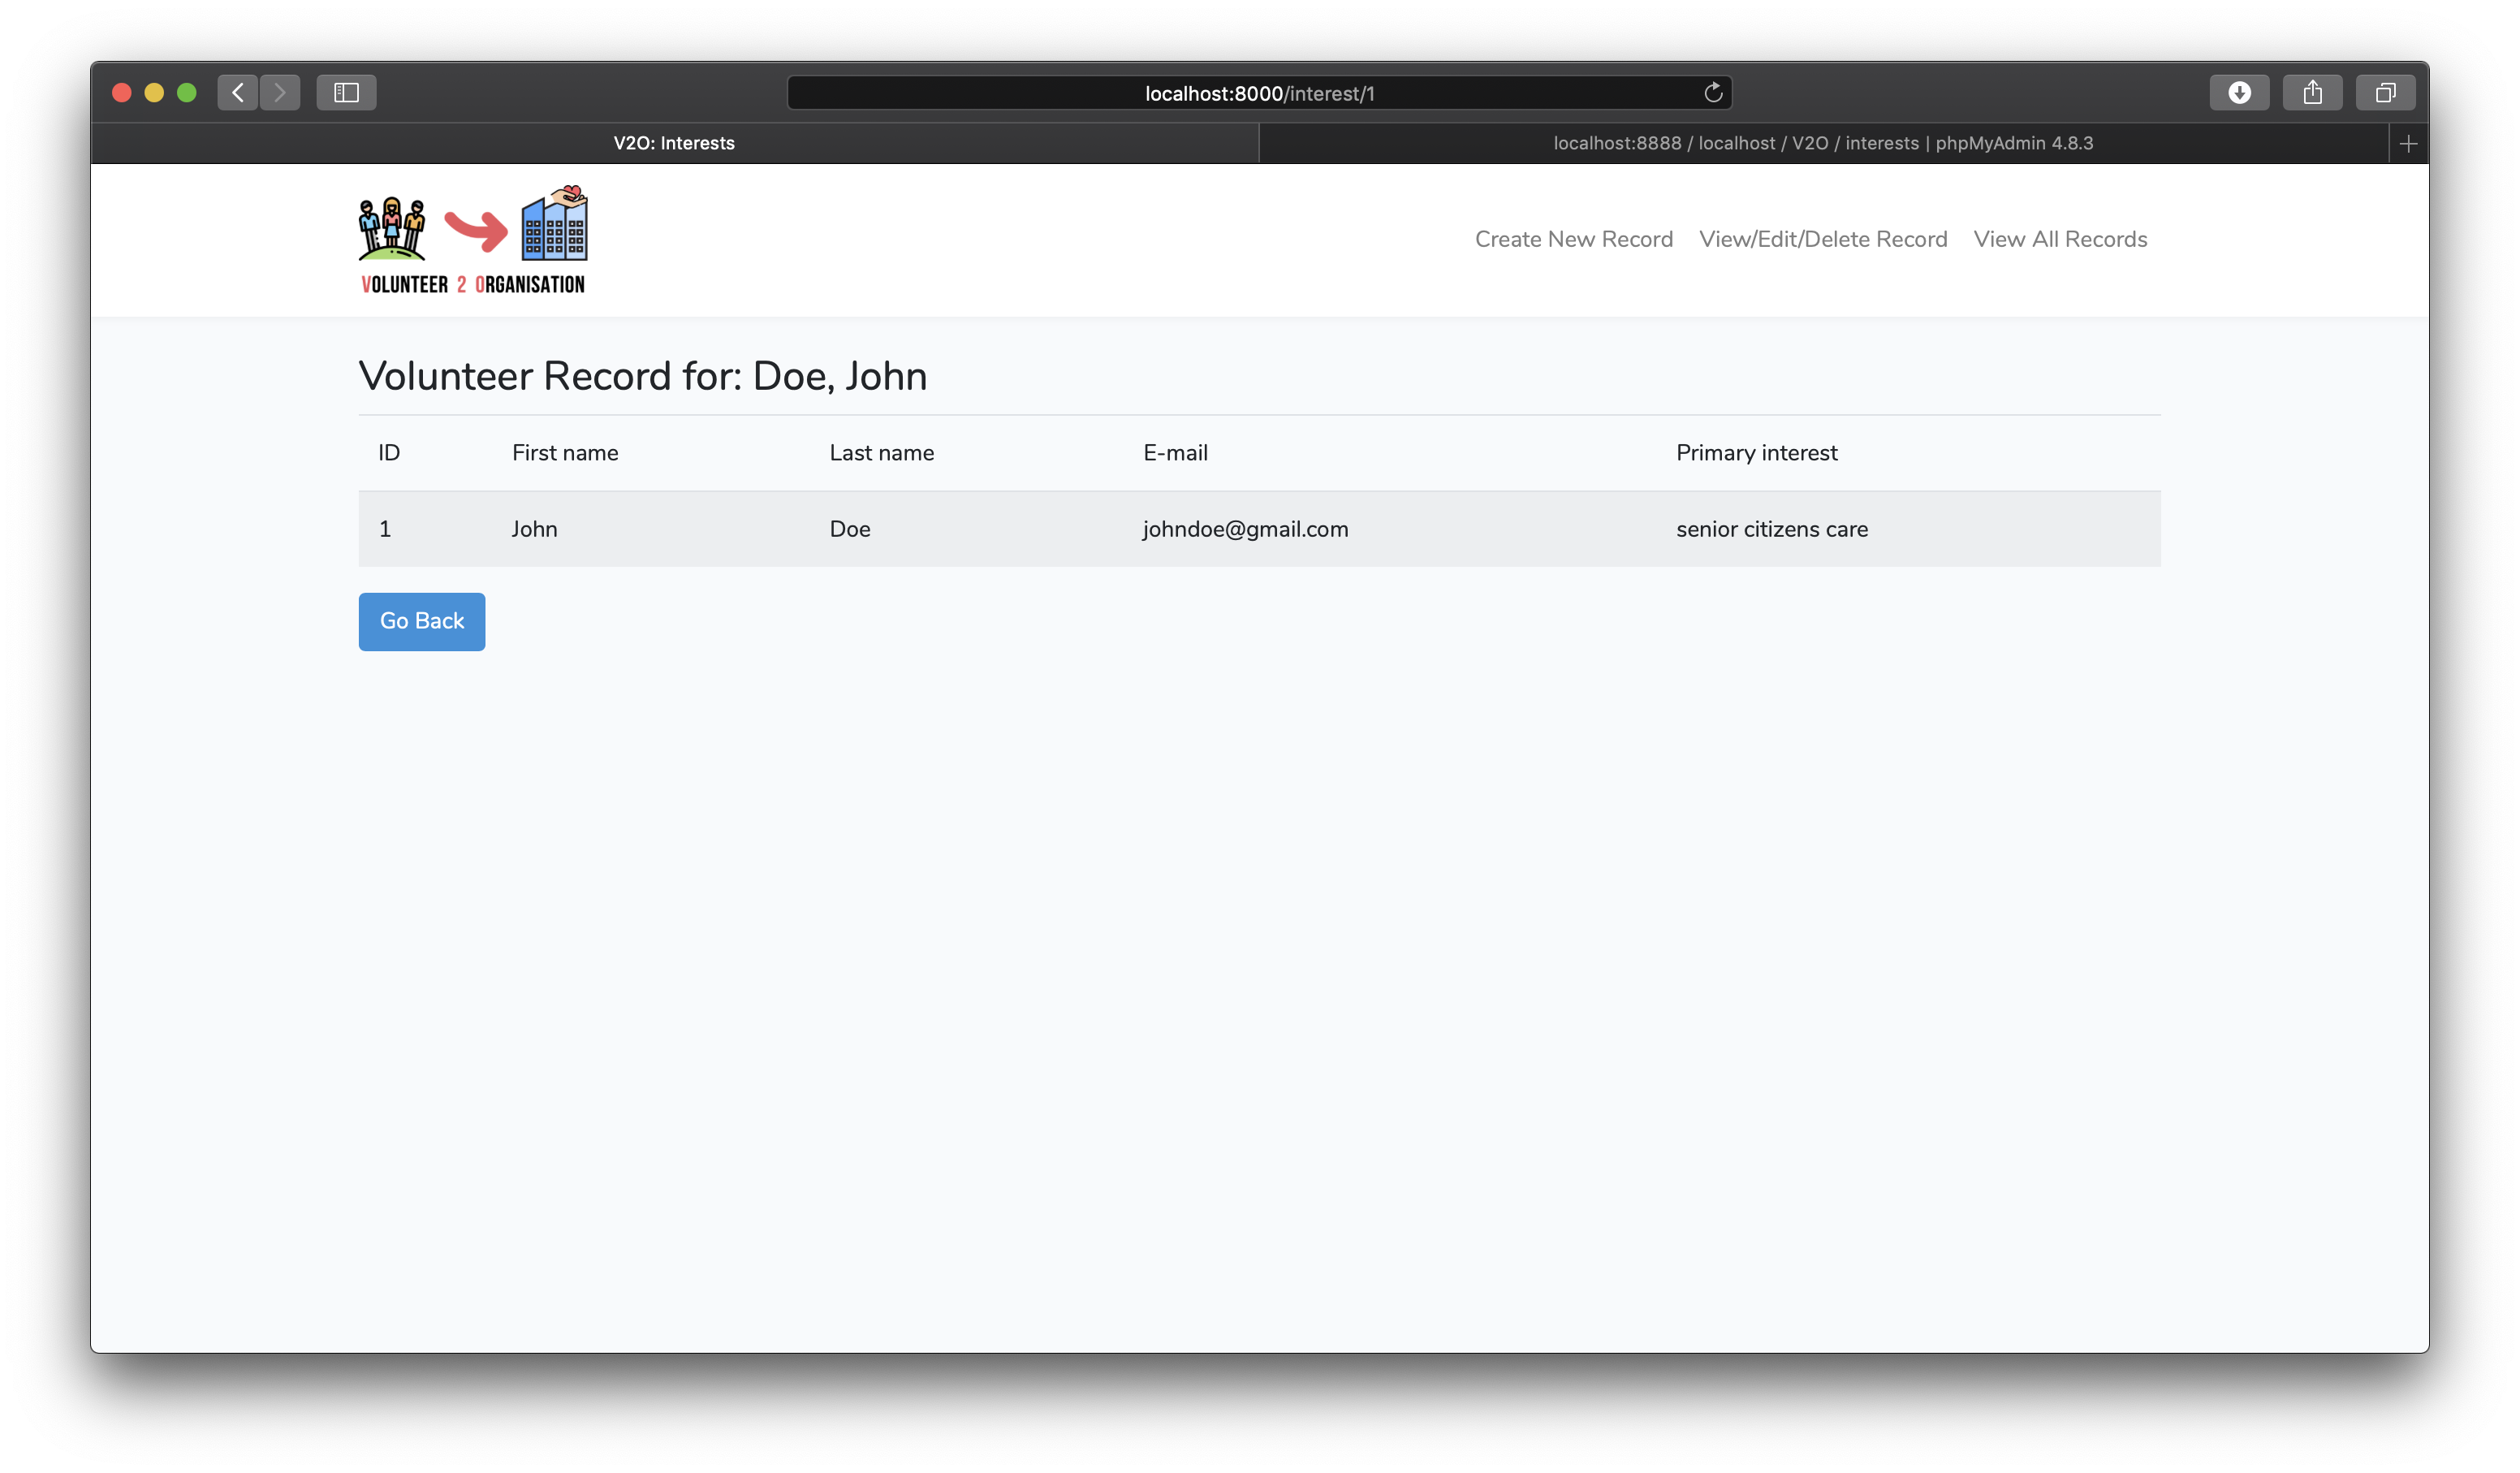 localhost:8000/interest/1
V2O: Interests
localhost:8888 / localhost / V2O / interests | phpMyAdmin 4.8.3
VOLUNTEER 2 ORGANISATION
Create New Record View/Edit/Delete Record View All Records
Volunteer Record for: Doe, John
ID First name Last name E-mail Primary interest
1 John Doe johndoe@gmail.com senior citizens care
Go Back